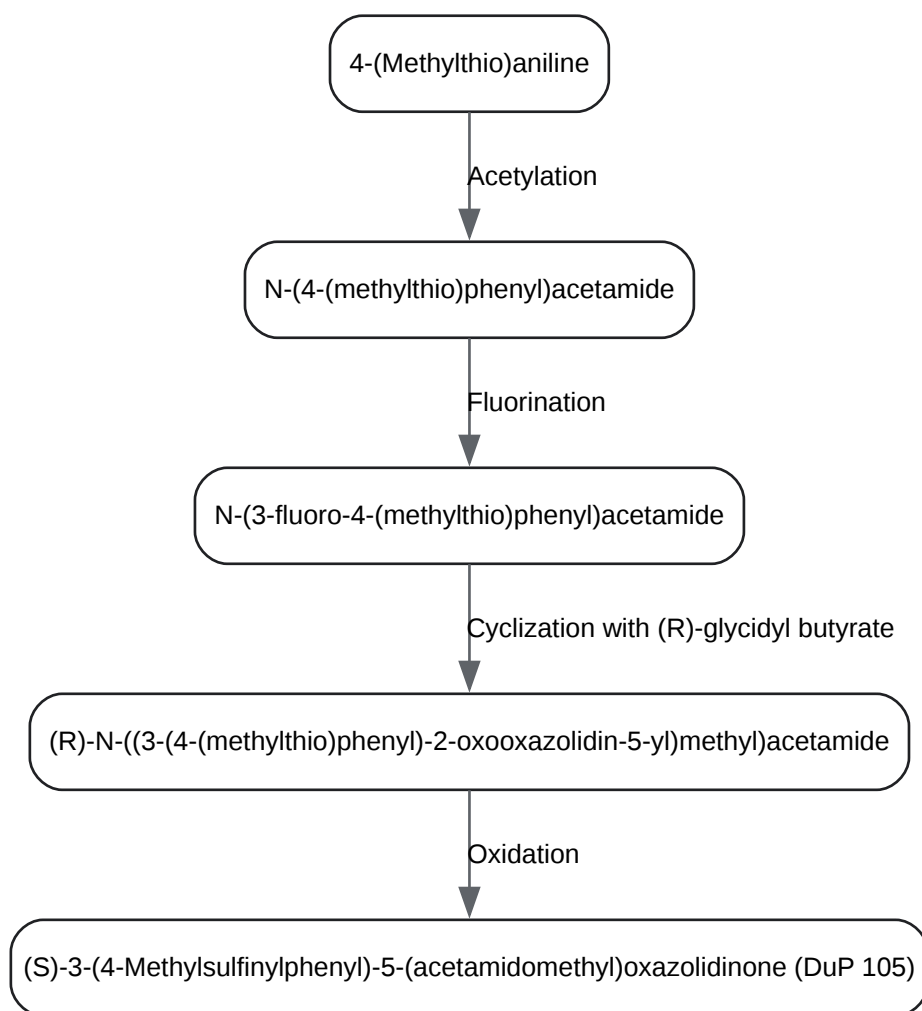 4-(Methylthio)aniline
Acetylation
N-(4-(methylthio)phenyl)acetamide
Fluorination
N-(3-fluoro-4-(methylthio)phenyl)acetamide
Cyclization with (R)-glycidyl butyrate
(R)-N-((3-(4-(methylthio)phenyl)-2-oxooxazolidin-5-yl)methyl)acetamide
Oxidation
(S)-3-(4-Methylsulfinylphenyl)-5-(acetamidomethyl)oxazolidinone (DuP 105)